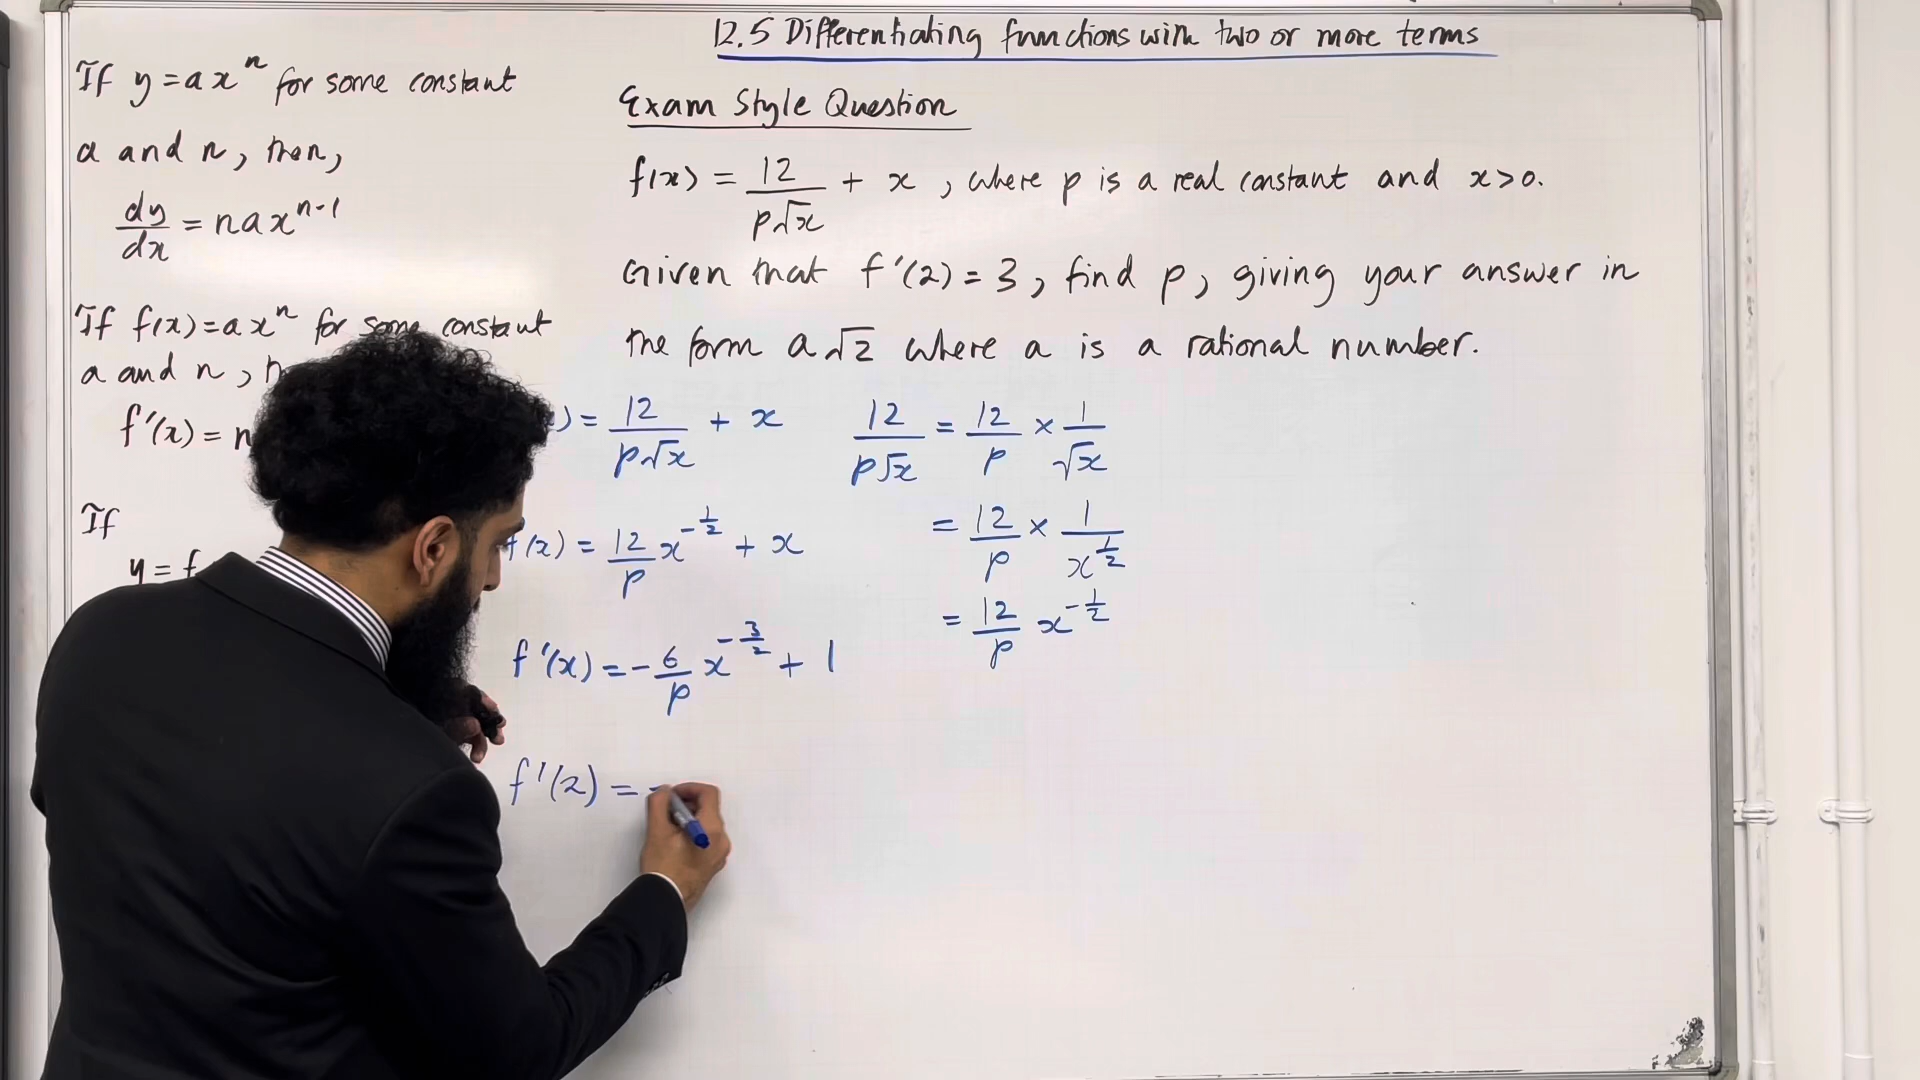 12.5 Differentiating functions with two or more terms
If y = axⁿ for some constant
a and n, then,
dy/dx = naxⁿ⁻¹
If f(x) = axⁿ for some constant
a and n,
f'(x) = n
If
y = f
Exam Style Question
f(x) = 12/(p√x) + x, where p is a real constant and x>0.
Given that f'(2) = 3, find p, giving your answer in
the form a√2 where a is a rational number.
) = 12/(p√x) + x
f(x) = 12/p x^(-1/2) + x
f'(x) = -6/p x^(-3/2) + 1
f'(2) = -
12/(p√x) = 12/p × 1/√x
= 12/p × 1/x^(1/2)
= 12/p x^(-1/2)